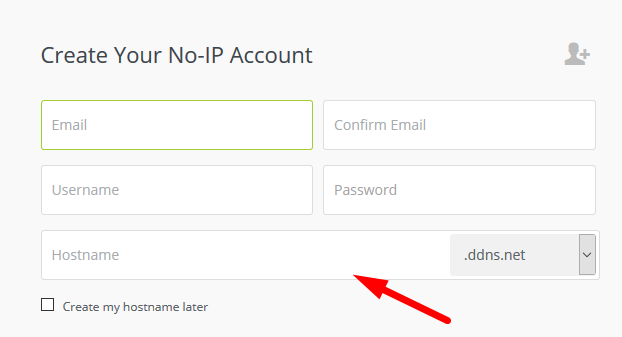 Create Your No-IP Account
Email
Confirm Email
Username
Password
Hostname
.ddns.net
Create my hostname later